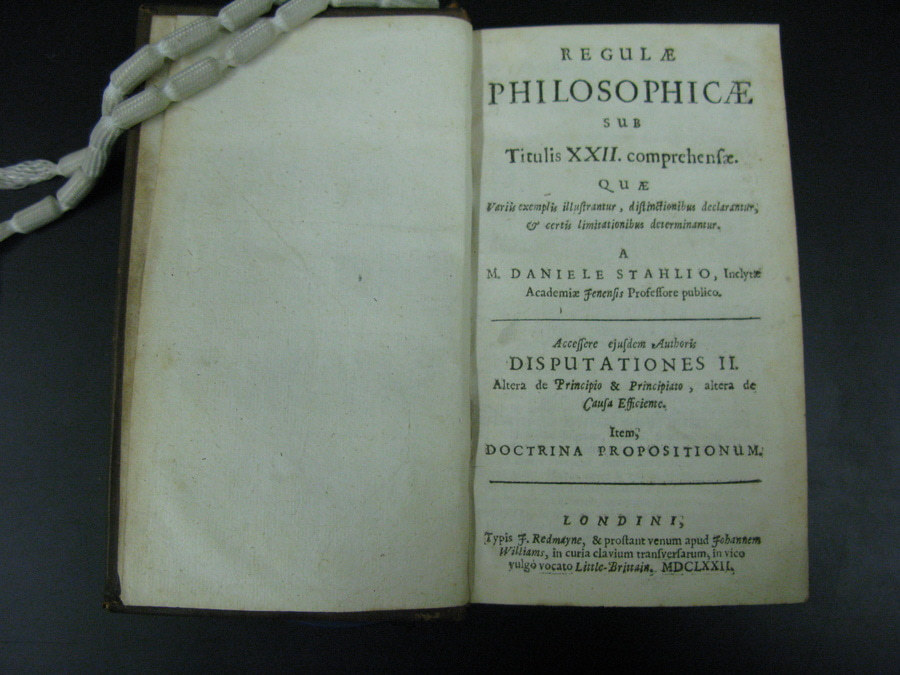 REGULÆ
PHILOSOPHICÆ
SUB
Titulis XXII. comprehenſæ.
QUÆ
Variis exemplis illuſtrantur, diſtinctionibus declarantur,
& certis limitationibus determinantur.
A
M. DANIELE STAHLIO, Inclytæ
Academiæ Jenenſis Profeſſore publico.
Acceſſere ejuſdem Authoris
DISPUTATIONES II.
Altera de Principio & Principiato, altera de
Cauſa Efficiente.
Item,
DOCTRINA PROPOSITIONUM.
LONDINI,
Typis J. Redmayne, & proſtant venum apud Johannem
Williams, in curia clavium tranſverſarum, in vico
vulgò vocato Little-Brittain, MDCLXXII.